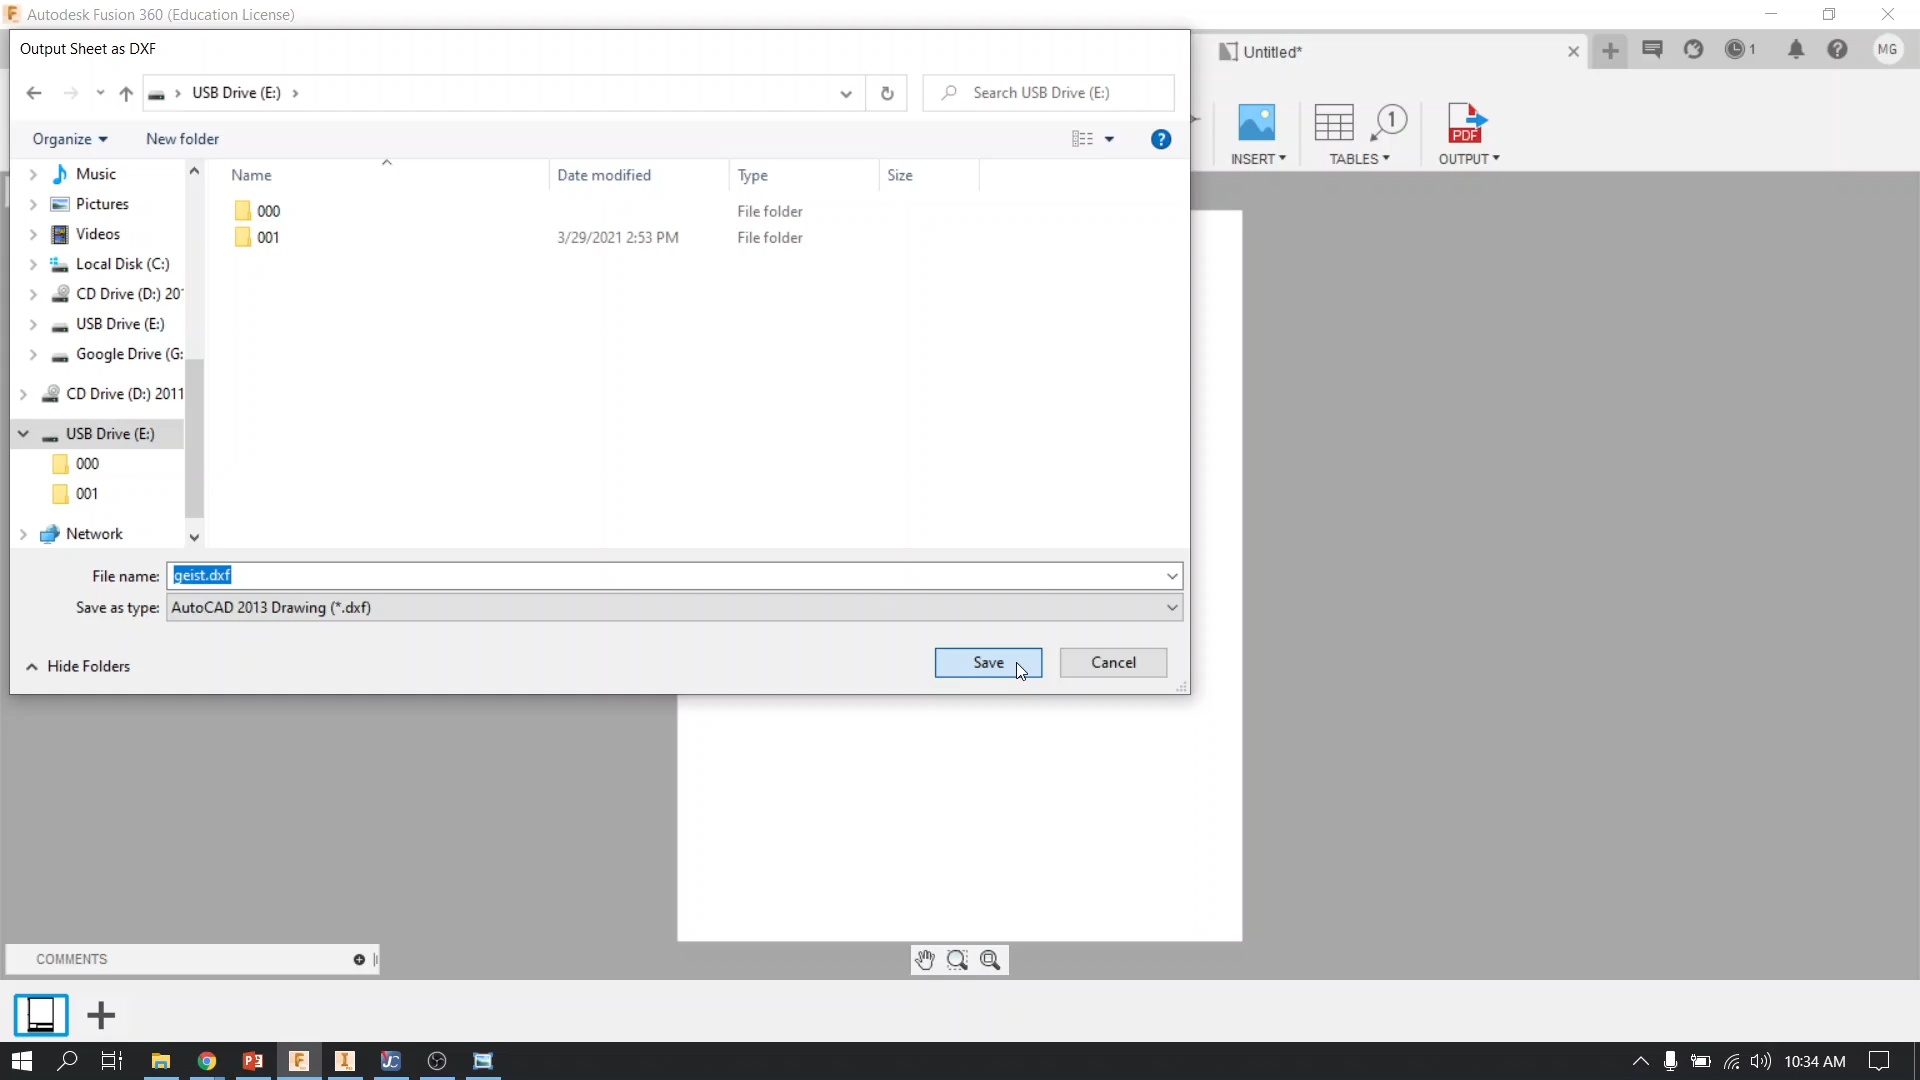 Autodesk Fusion 360 (Education License)
Output Sheet as DXF
Untitled*
1
MG
USB Drive (E:)
Search USB Drive (E:)
Organize
New folder
?
1
PDF
INSERT
TABLES
OUTPUT
Name
Date modified
Type
Size
Music
Pictures
Videos
Local Disk (C:)
CD Drive (D:) 201
USB Drive (E:)
Google Drive (G:
CD Drive (D:) 2011
USB Drive (E:)
000
001
Network
000
File folder
001
3/29/2021 2:53 PM
File folder
File name:
geist.dxf
Save as type:
AutoCAD 2013 Drawing (*.dxf)
Hide Folders
Save
Cancel
COMMENTS
10:34 AM